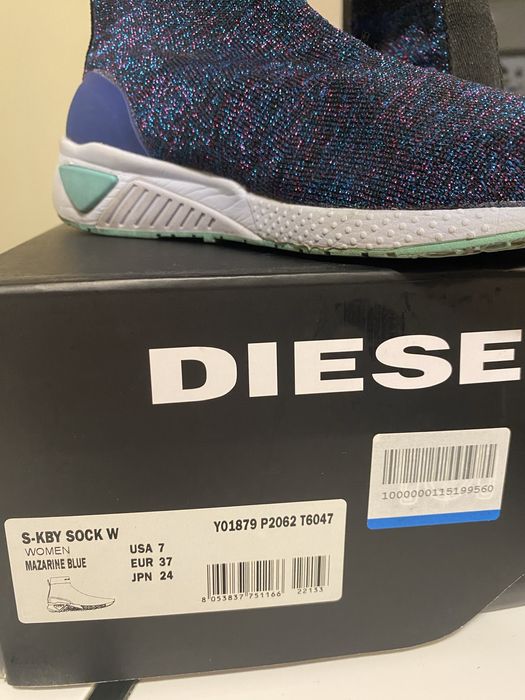 DIESE
1000000115199560
S-KBY SOCK W
WOMEN
MAZARINE BLUE
USA 7
EUR 37
JPN 24
Y01879 P2062 T6047
8 053837 751166
22133